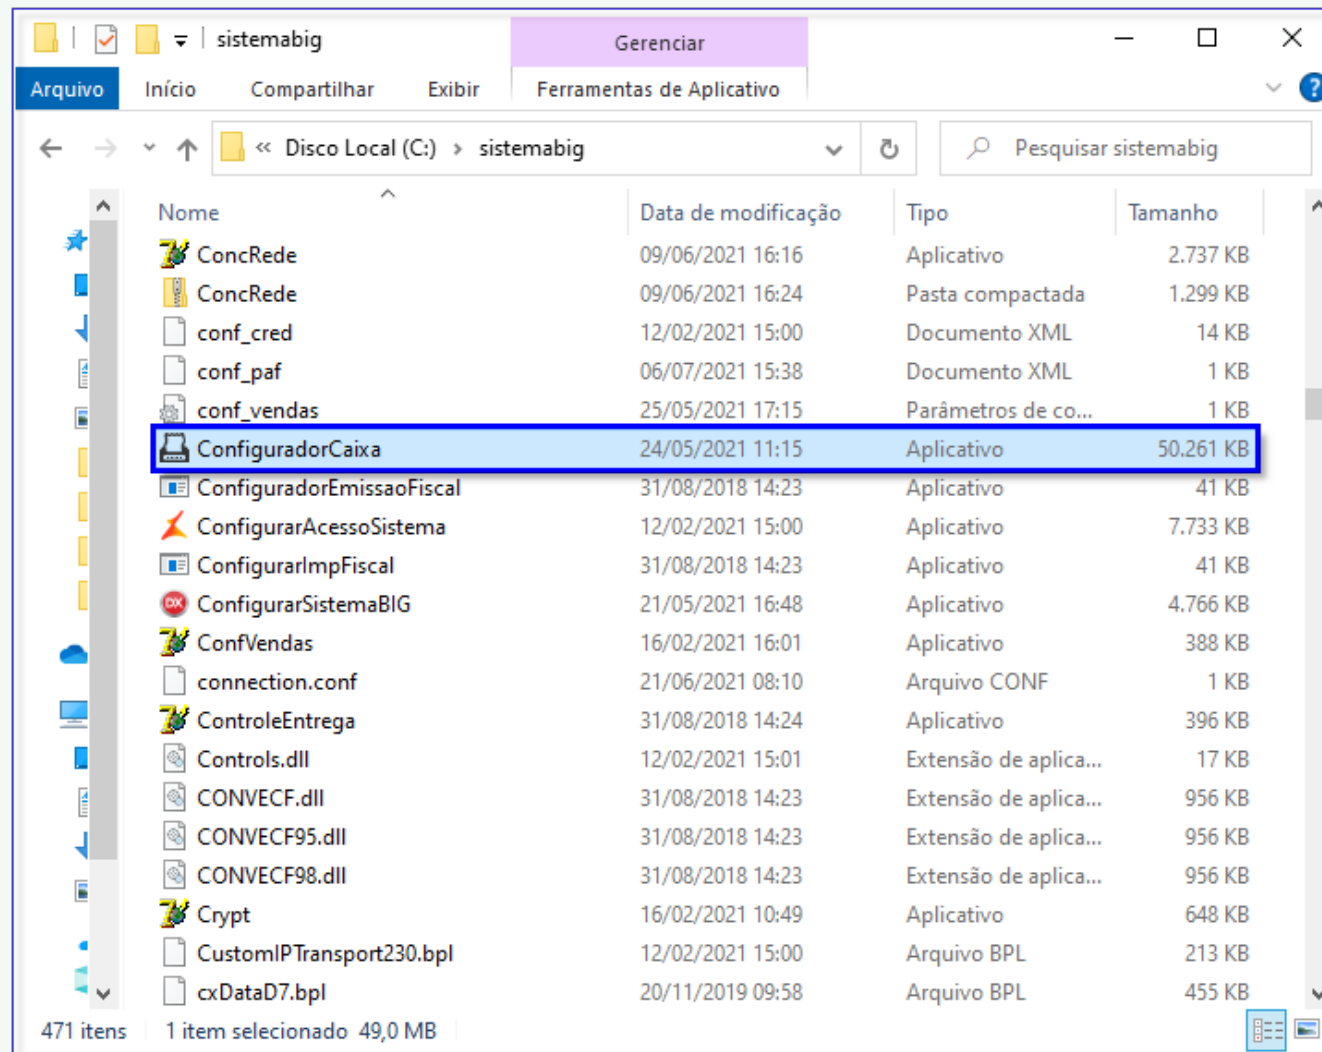 sistemabig
Gerenciar
Arquivo Início Compartilhar Exibir Ferramentas de Aplicativo ?
« Disco Local (C:) › sistemabig Pesquisar sistemabig
Nome Data de modificação Tipo Tamanho
ConcRede 09/06/2021 16:16 Aplicativo 2.737 KB
ConcRede 09/06/2021 16:24 Pasta compactada 1.299 KB
conf_cred 12/02/2021 15:00 Documento XML 14 KB
conf_paf 06/07/2021 15:38 Documento XML 1 KB
conf_vendas 25/05/2021 17:15 Parâmetros de co... 1 KB
ConfiguradorCaixa 24/05/2021 11:15 Aplicativo 50.261 KB
ConfiguradorEmissaoFiscal 31/08/2018 14:23 Aplicativo 41 KB
ConfigurarAcessoSistema 12/02/2021 15:00 Aplicativo 7.733 KB
ConfigurarImpFiscal 31/08/2018 14:23 Aplicativo 41 KB
ConfigurarSistemaBIG 21/05/2021 16:48 Aplicativo 4.766 KB
ConfVendas 16/02/2021 16:01 Aplicativo 388 KB
connection.conf 21/06/2021 08:10 Arquivo CONF 1 KB
ControleEntrega 31/08/2018 14:24 Aplicativo 396 KB
Controls.dll 12/02/2021 15:01 Extensão de aplica... 17 KB
CONVECF.dll 31/08/2018 14:23 Extensão de aplica... 956 KB
CONVECF95.dll 31/08/2018 14:23 Extensão de aplica... 956 KB
CONVECF98.dll 31/08/2018 14:23 Extensão de aplica... 956 KB
Crypt 16/02/2021 10:49 Aplicativo 648 KB
CustomIPTransport230.bpl 12/02/2021 15:00 Arquivo BPL 213 KB
cxDataD7.bpl 20/11/2019 09:58 Arquivo BPL 455 KB
471 itens 1 item selecionado 49,0 MB